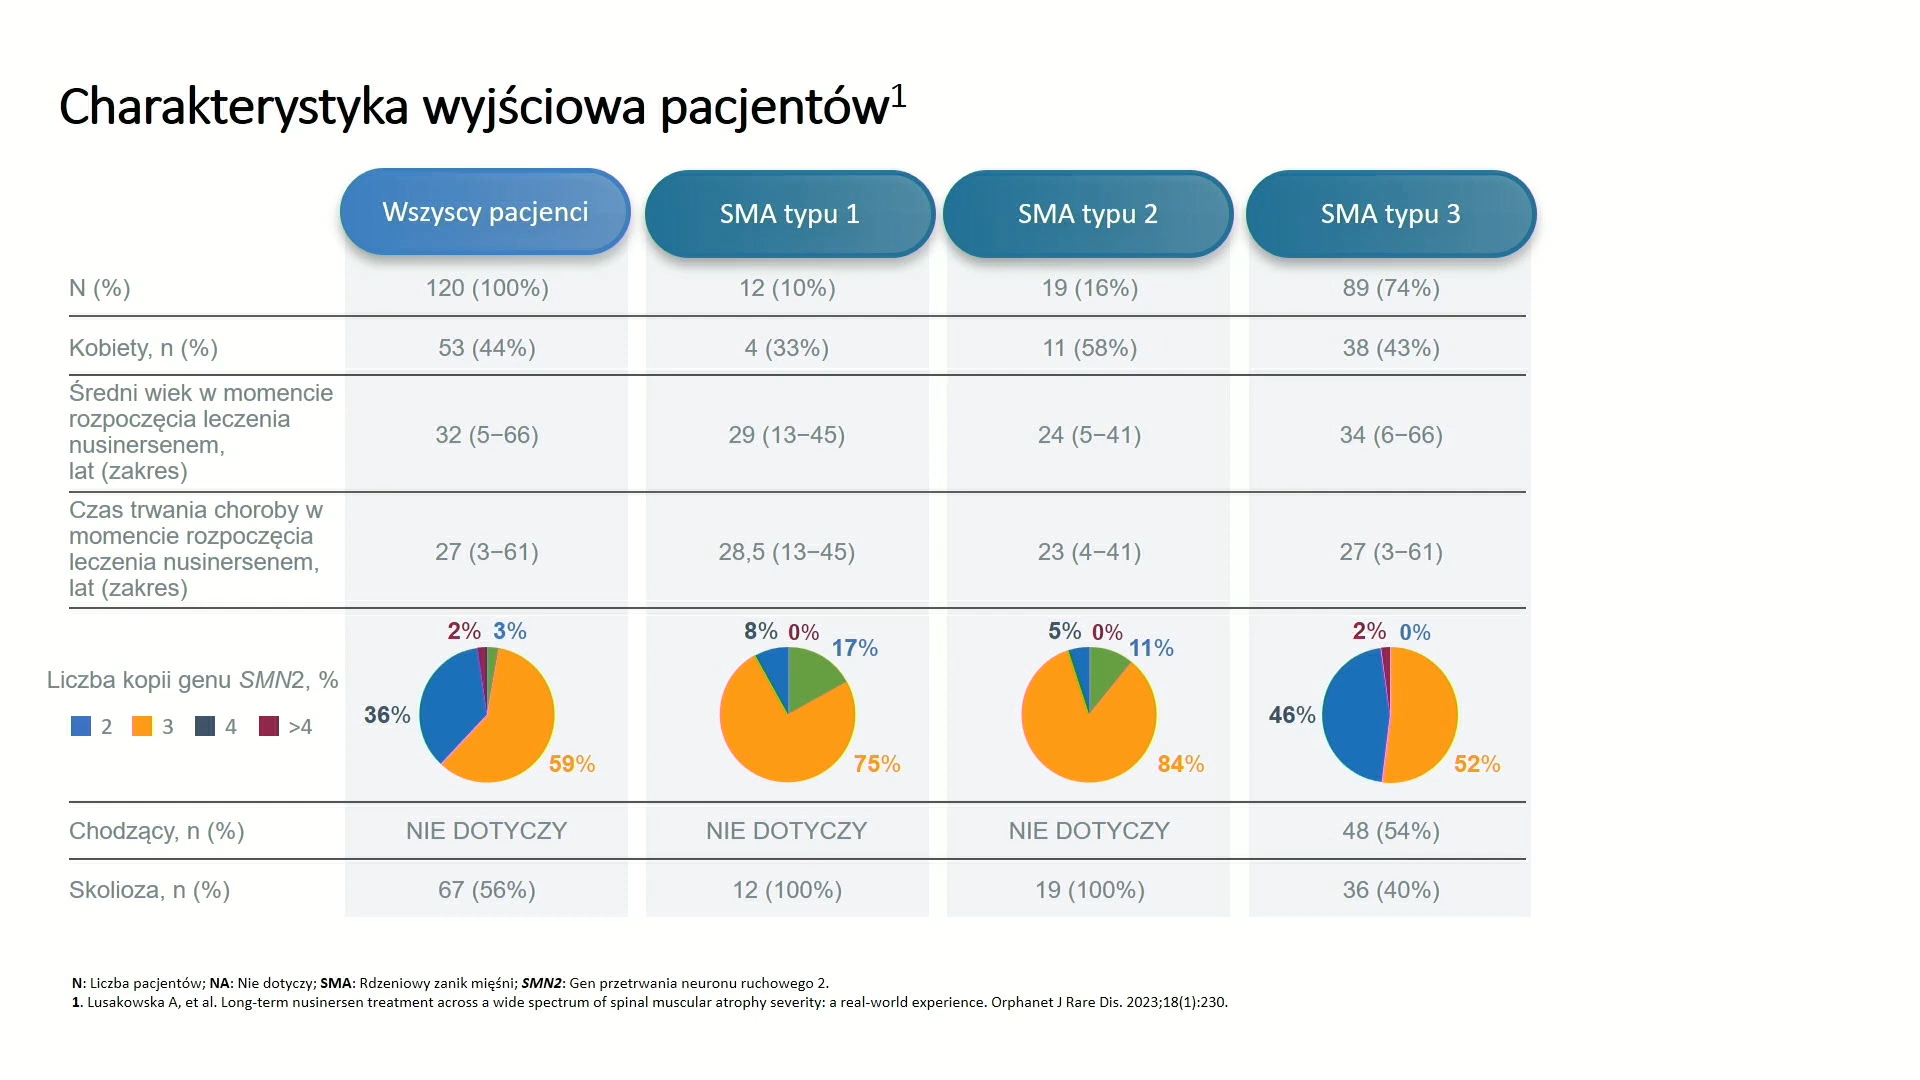 Charakterystyka wyjściowa pacjentów¹
Wszyscy pacjenci
SMA typu 1
SMA typu 2
SMA typu 3
N (%)
120 (100%)
12 (10%)
19 (16%)
89 (74%)
Kobiety, n (%)
53 (44%)
4 (33%)
11 (58%)
38 (43%)
Średni wiek w momencie
rozpoczęcia leczenia
nusinersenem,
lat (zakres)
32 (5−66)
29 (13−45)
24 (5−41)
34 (6−66)
Czas trwania choroby w
momencie rozpoczęcia
leczenia nusinersenem,
lat (zakres)
27 (3−61)
28,5 (13−45)
23 (4−41)
27 (3−61)
Liczba kopii genu SMN2, %
2 3 4 >4
2% 3%
36%
59%
8% 0%
17%
75%
5% 0%
11%
84%
2% 0%
46%
52%
Chodzący, n (%)
NIE DOTYCZY
NIE DOTYCZY
NIE DOTYCZY
48 (54%)
Skolioza, n (%)
67 (56%)
12 (100%)
19 (100%)
36 (40%)
N: Liczba pacjentów; NA: Nie dotyczy; SMA: Rdzeniowy zanik mięśni; SMN2: Gen przetrwania neuronu ruchowego 2.
1. Lusakowska A, et al. Long-term nusinersen treatment across a wide spectrum of spinal muscular atrophy severity: a real-world experience. Orphanet J Rare Dis. 2023;18(1):230.